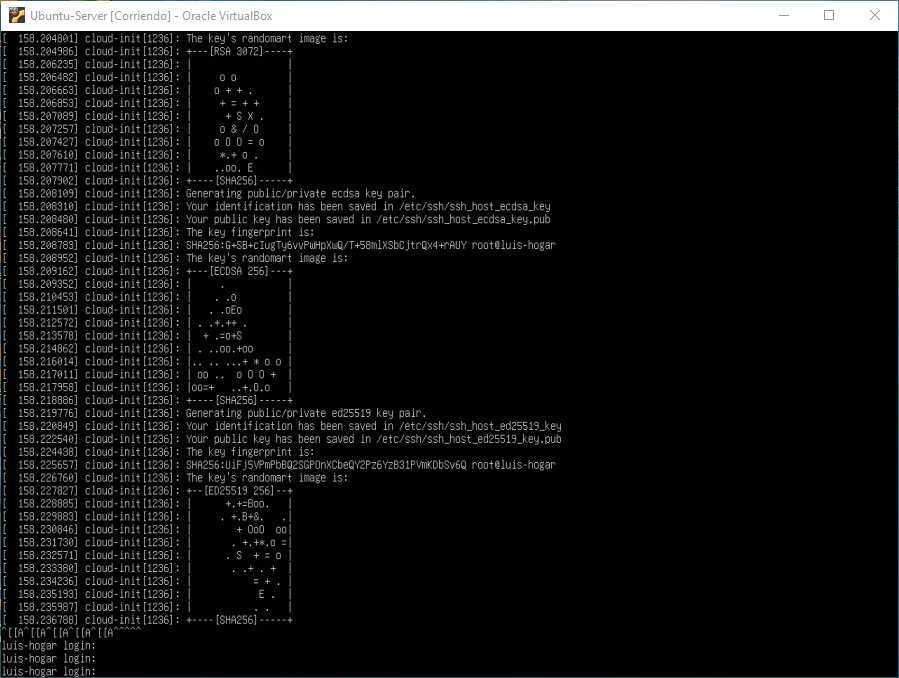 Ubuntu-Server [Corriendo] - Oracle VirtualBox
[  158.204801] cloud-init[1236]: The key's randomart image is:
[  158.204986] cloud-init[1236]: +---[RSA 3072]----+
[  158.206235] cloud-init[1236]: |                 |
[  158.206482] cloud-init[1236]: |     o o         |
[  158.206663] cloud-init[1236]: |    o + + .      |
[  158.206853] cloud-init[1236]: |     + = + +     |
[  158.207089] cloud-init[1236]: |      + S X .    |
[  158.207257] cloud-init[1236]: |     o & / O     |
[  158.207427] cloud-init[1236]: |    o O O = o    |
[  158.207610] cloud-init[1236]: |     *.+ o .     |
[  158.207771] cloud-init[1236]: |    ..oo. E      |
[  158.207902] cloud-init[1236]: +----[SHA256]-----+
[  158.208109] cloud-init[1236]: Generating public/private ecdsa key pair.
[  158.208310] cloud-init[1236]: Your identification has been saved in /etc/ssh/ssh_host_ecdsa_key
[  158.208480] cloud-init[1236]: Your public key has been saved in /etc/ssh/ssh_host_ecdsa_key.pub
[  158.208641] cloud-init[1236]: The key fingerprint is:
[  158.208783] cloud-init[1236]: SHA256:G+SB+cIugTy6vvPwHpXwQ/T+58mlXSbCjtrQx4+rAUY root@luis-hogar
[  158.208952] cloud-init[1236]: The key's randomart image is:
[  158.209162] cloud-init[1236]: +---[ECDSA 256]---+
[  158.209352] cloud-init[1236]: |     .           |
[  158.210453] cloud-init[1236]: |    . .o         |
[  158.211501] cloud-init[1236]: |   . .oEo        |
[  158.212572] cloud-init[1236]: | . .+.++ .       |
[  158.213578] cloud-init[1236]: |  + .=o+S        |
[  158.214862] cloud-init[1236]: | . ..oo.+oo      |
[  158.216014] cloud-init[1236]: |.. .. ...+ * o o |
[  158.217011] cloud-init[1236]: | oo ..  o O O +  |
[  158.217958] cloud-init[1236]: |oo=+   ..+.O.o   |
[  158.218886] cloud-init[1236]: +----[SHA256]-----+
[  158.219776] cloud-init[1236]: Generating public/private ed25519 key pair.
[  158.220849] cloud-init[1236]: Your identification has been saved in /etc/ssh/ssh_host_ed25519_key
[  158.222540] cloud-init[1236]: Your public key has been saved in /etc/ssh/ssh_host_ed25519_key.pub
[  158.224438] cloud-init[1236]: The key fingerprint is:
[  158.225657] cloud-init[1236]: SHA256:UiFj5VPmPbBQ2SGPOnXCbeQY2Pz6YzB31PVmKDbSv6Q root@luis-hogar
[  158.226760] cloud-init[1236]: The key's randomart image is:
[  158.227827] cloud-init[1236]: +--[ED25519 256]--+
[  158.228885] cloud-init[1236]: |      +.+=Boo.   |
[  158.229883] cloud-init[1236]: |     . +.B+&.   .|
[  158.230846] cloud-init[1236]: |        + OoO  oo|
[  158.231730] cloud-init[1236]: |       . +.+*.o =|
[  158.232571] cloud-init[1236]: |      . S  + = o |
[  158.233380] cloud-init[1236]: |       . .+ . +  |
[  158.234236] cloud-init[1236]: |           = + . |
[  158.235193] cloud-init[1236]: |            E .  |
[  158.235987] cloud-init[1236]: |           . .   |
[  158.236788] cloud-init[1236]: +----[SHA256]-----+
^[[A^[[A^[[A^[[A^[[A^^^^^
luis-hogar login:
luis-hogar login:
luis-hogar login: